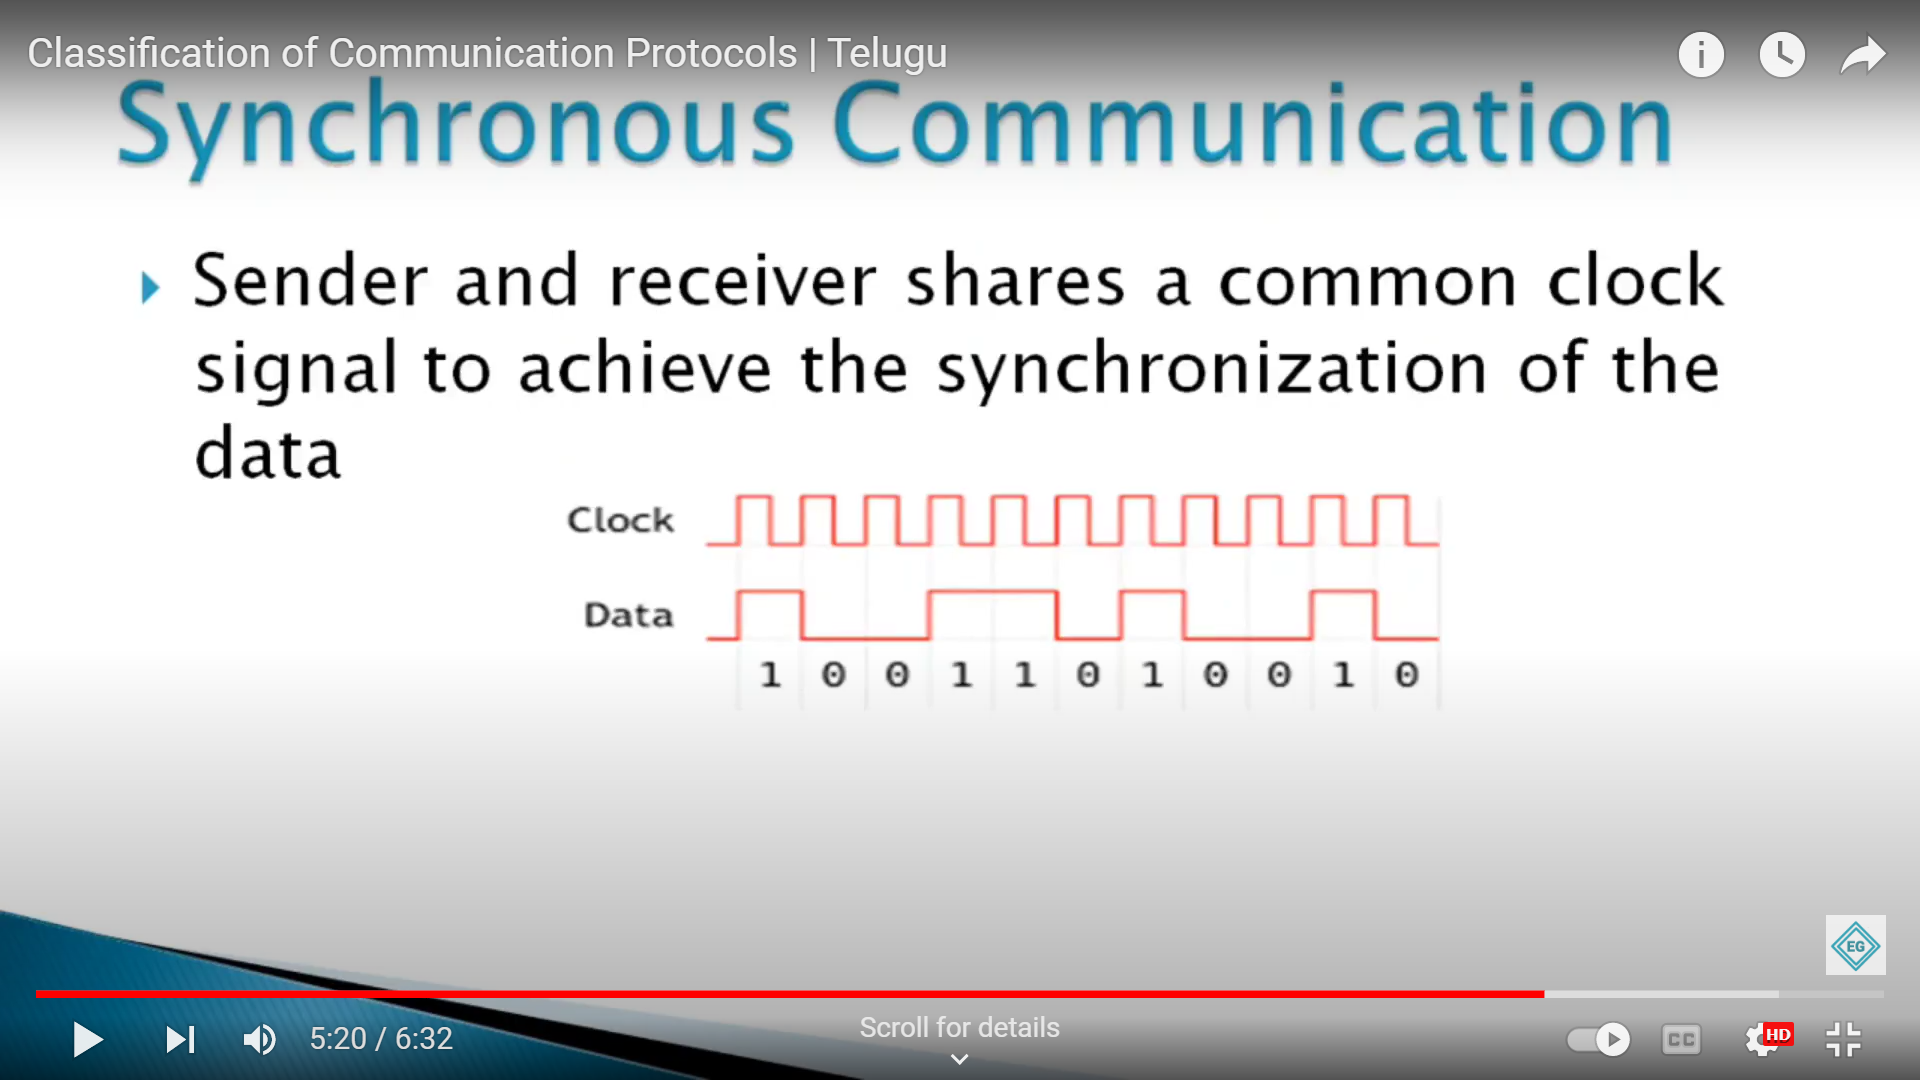 Classification of Communication Protocols | Telugu
Synchronous Communication
Sender and receiver shares a common clock
signal to achieve the synchronization of the
data
Clock
Data
1 0 0 1 1 0 1 0 0 1 0
EG
5:20 / 6:32
Scroll for details
CC
HD